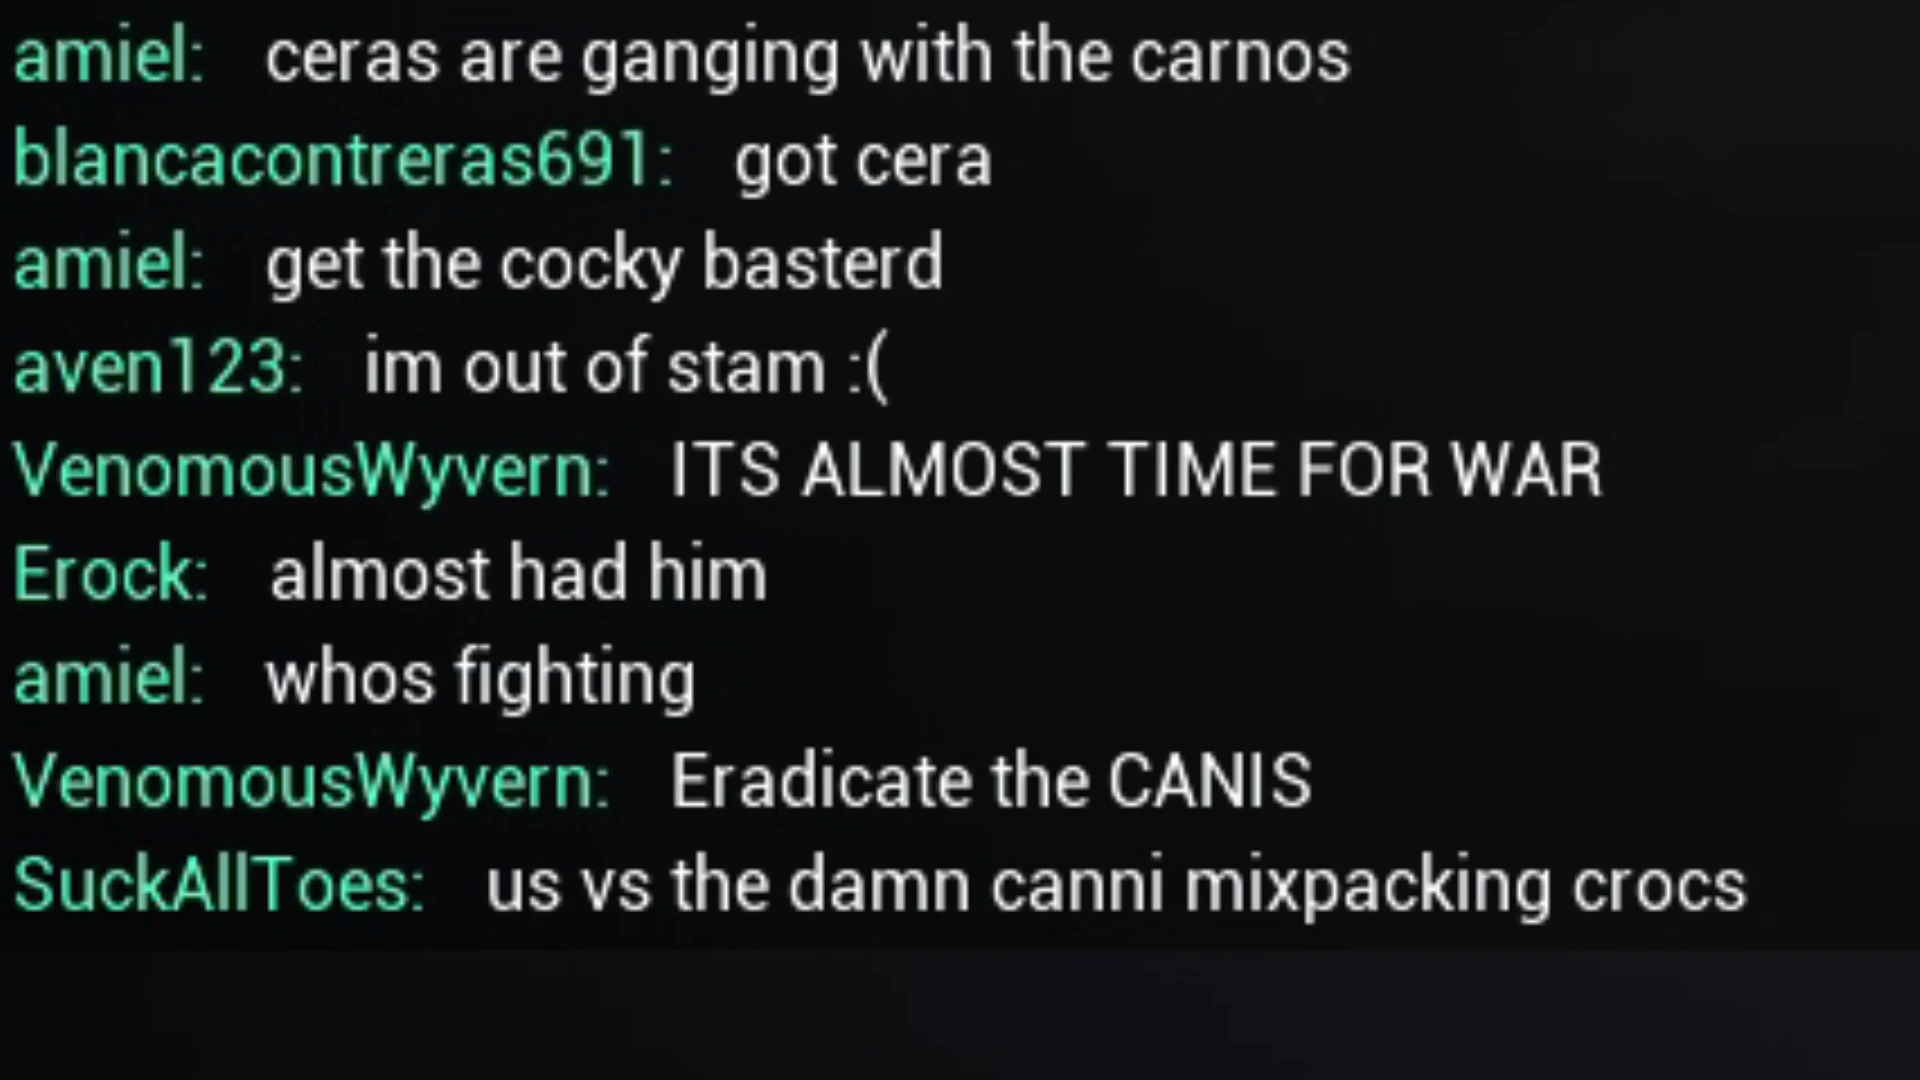 amiel: ceras are ganging with the carnos
blancacontreras691: got cera
amiel: get the cocky basterd
aven123: im out of stam :(
VenomousWyvern: ITS ALMOST TIME FOR WAR
Erock: almost had him
amiel: whos fighting
VenomousWyvern: Eradicate the CANIS
SuckAllToes: us vs the damn canni mixpacking crocs